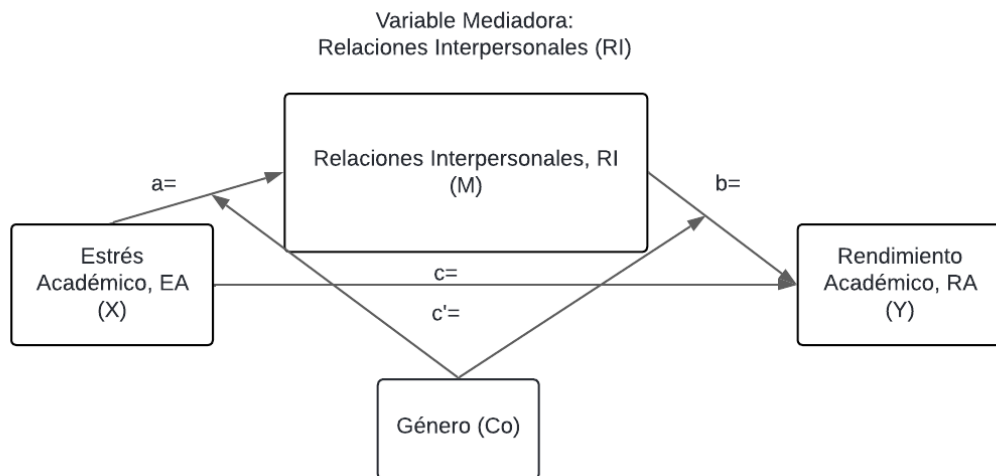 Variable Mediadora:
Relaciones Interpersonales (RI)
Relaciones Interpersonales, RI
(M)
a=
b=
Estrés
Académico, EA
(X)
c=
c'=
Rendimiento
Académico, RA
(Y)
Género (Co)